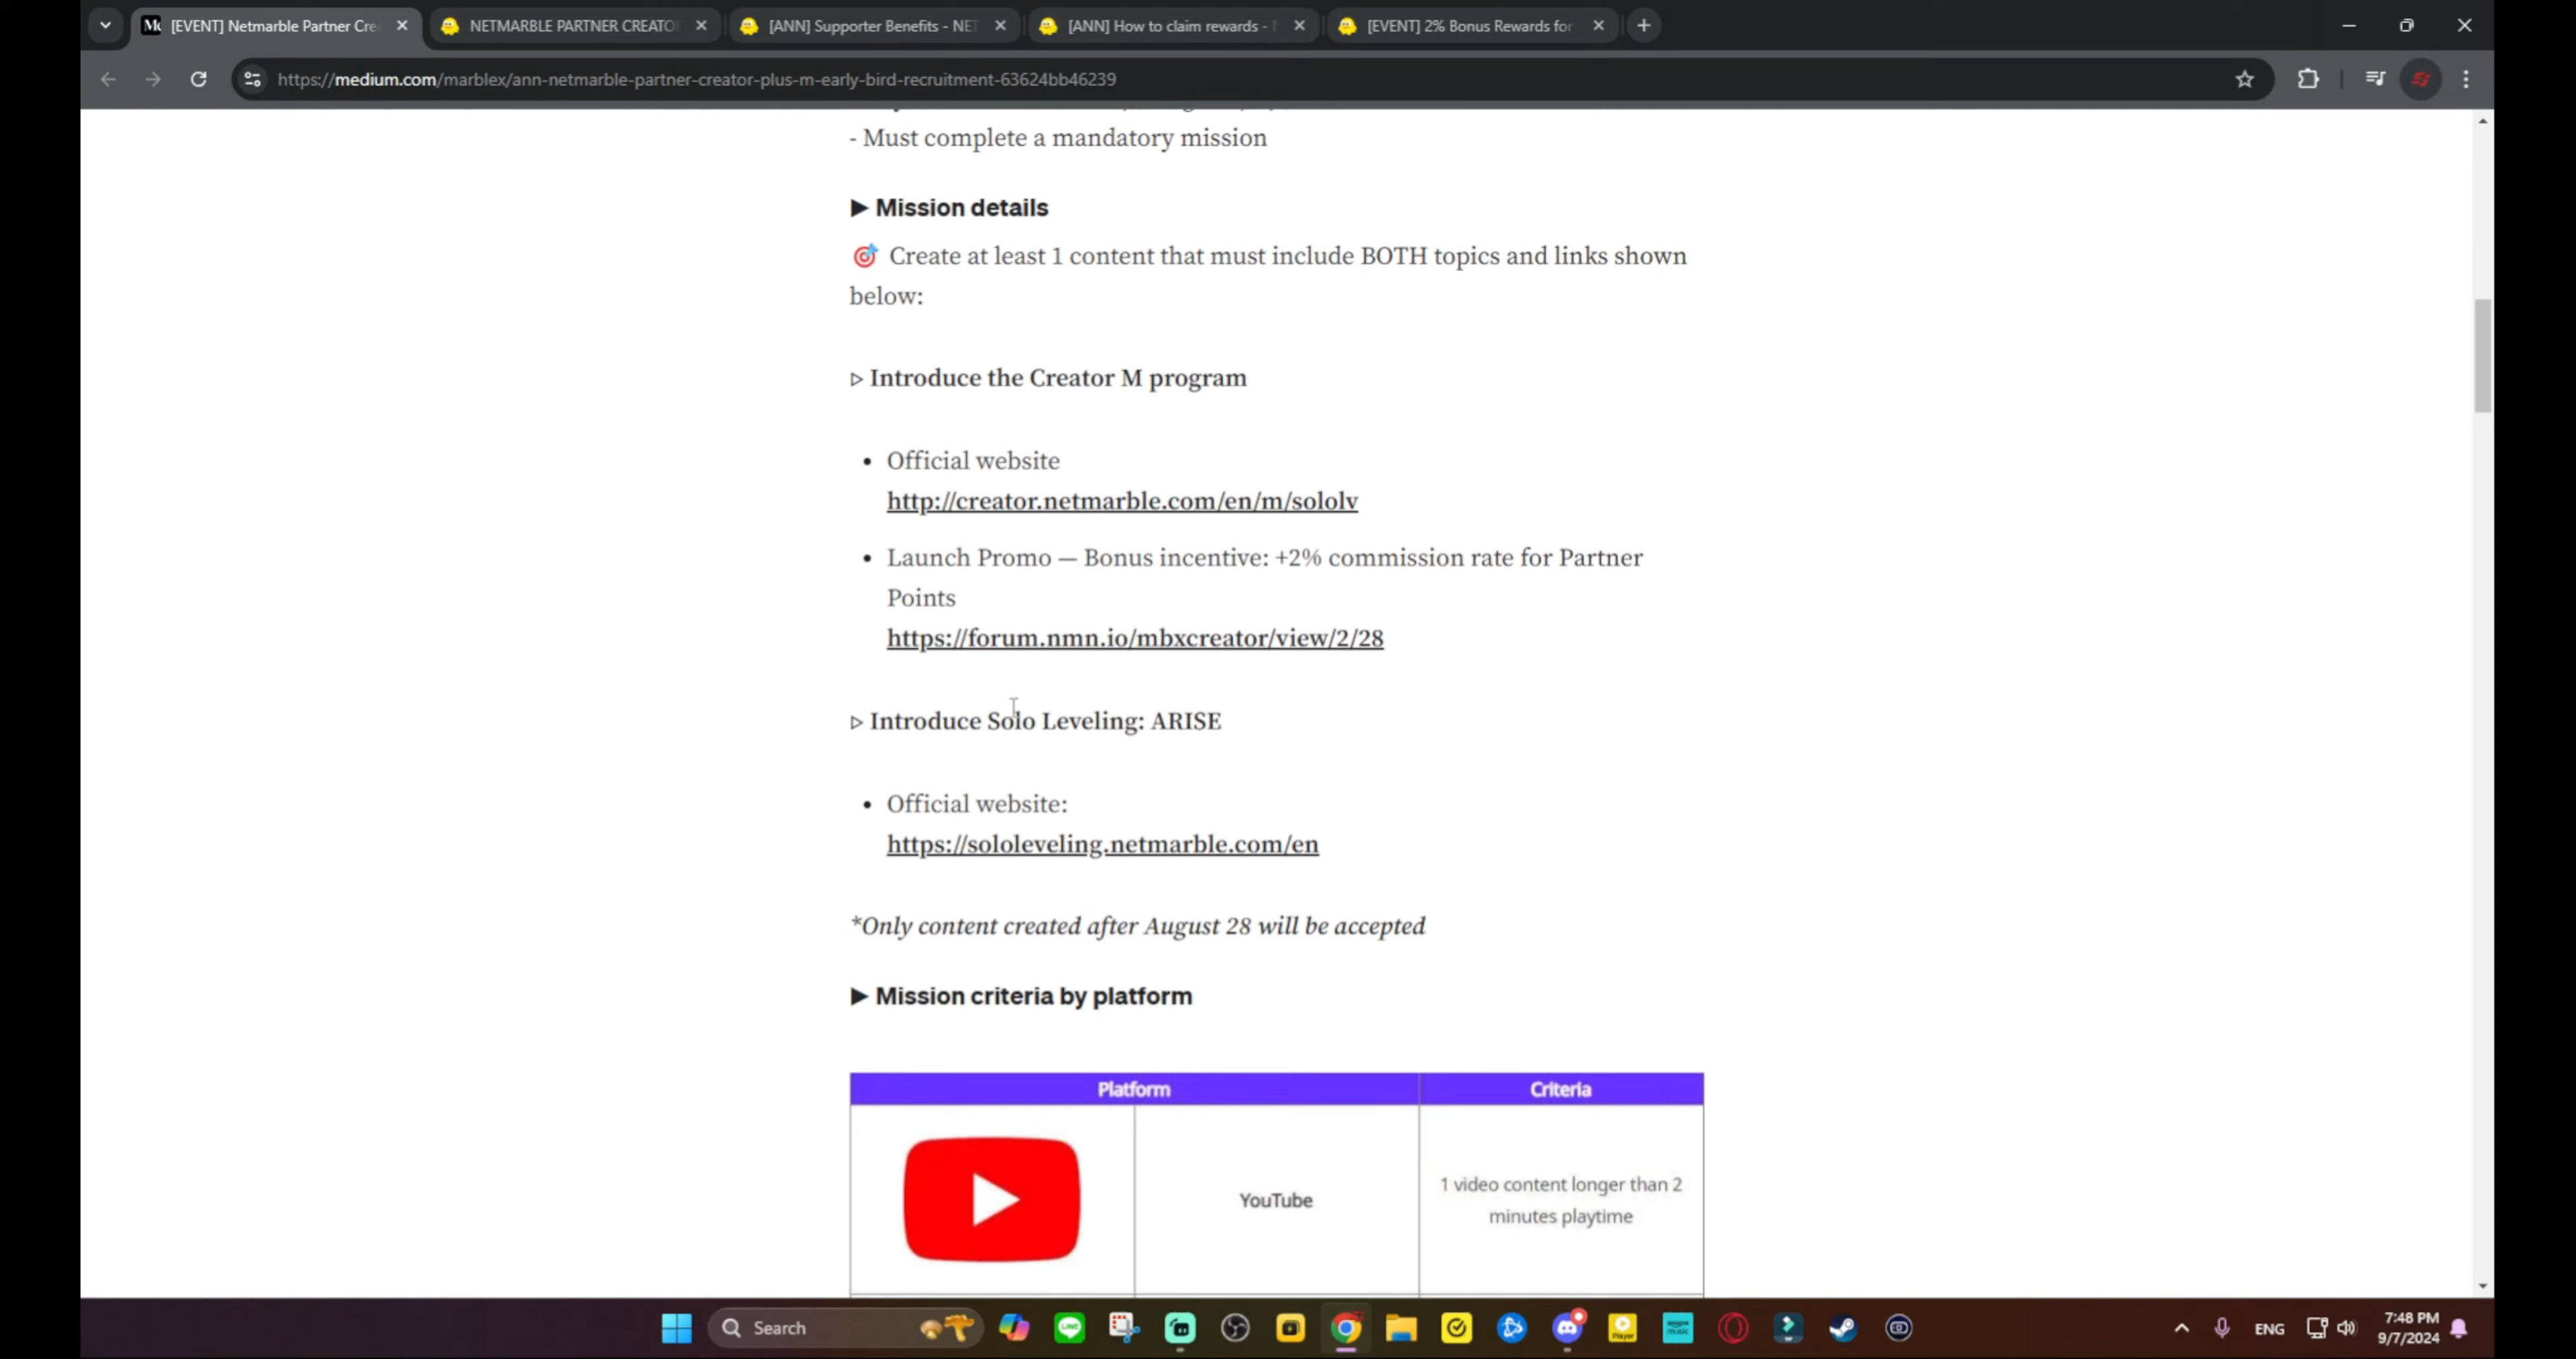 [EVENT] Netmarble Partner Cre
NETMARBLE PARTNER CREATOR
[ANN] Supporter Benefits - NET
[ANN] How to claim rewards -
[EVENT] 2% Bonus Rewards for
https://medium.com/marblex/ann-netmarble-partner-creator-plus-m-early-bird-recruitment-63624bb46239
- Must complete a mandatory mission
▶ Mission details
🎯 Create at least 1 content that must include BOTH topics and links shown
below:
▷ Introduce the Creator M program
• Official website
http://creator.netmarble.com/en/m/sololv
• Launch Promo — Bonus incentive: +2% commission rate for Partner
Points
https://forum.nmn.io/mbxcreator/view/2/28
▷ Introduce Solo Leveling: ARISE
• Official website:
https://sololeveling.netmarble.com/en
*Only content created after August 28 will be accepted
▶ Mission criteria by platform
Platform
Criteria
YouTube
1 video content longer than 2
minutes playtime
Search
LINE
Player
amazon music
ENG
7:48 PM
9/7/2024